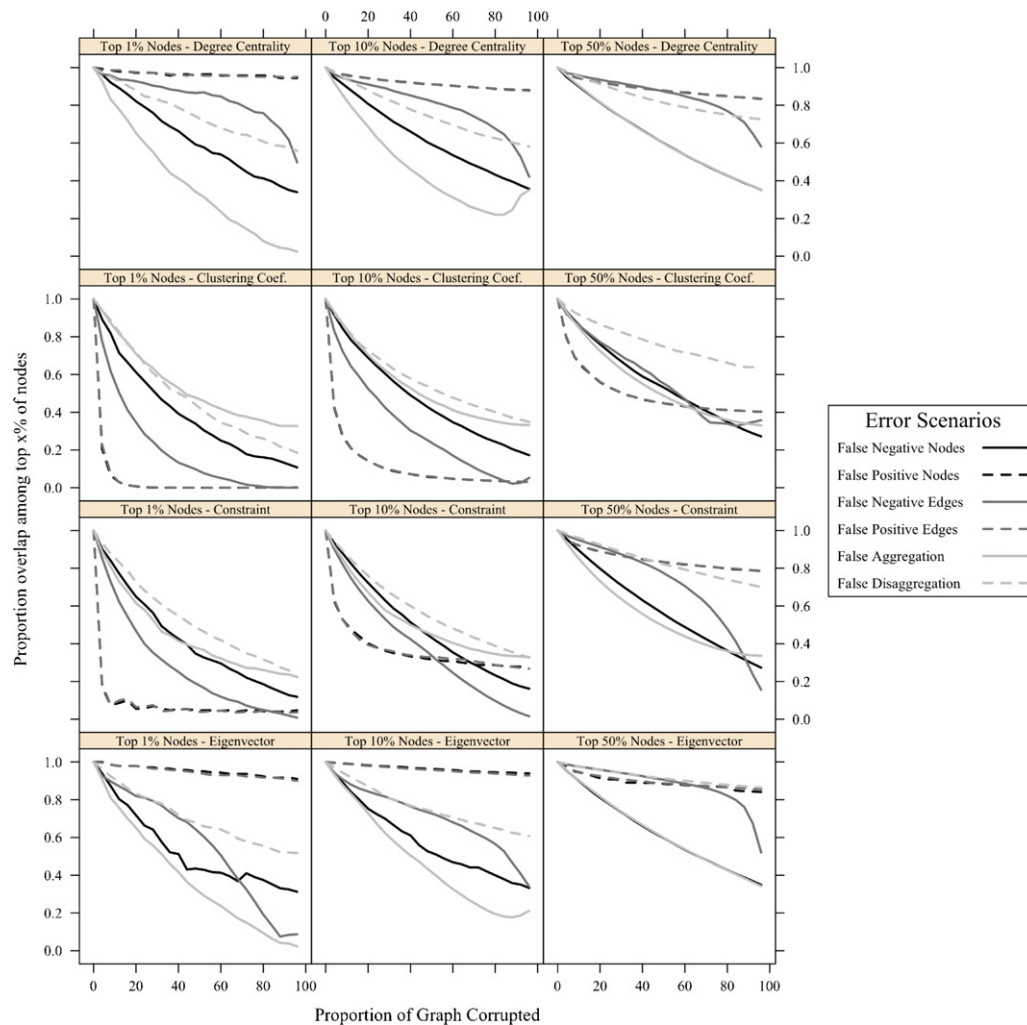 0 20 40 60 80 100
Top 1% Nodes - Degree Centrality
Top 10% Nodes - Degree Centrality
Top 50% Nodes - Degree Centrality
1.0
0.8
0.6
0.4
0.2
0.0
Top 1% Nodes - Clustering Coef.
Top 10% Nodes - Clustering Coef.
Top 50% Nodes - Clustering Coef.
1.0
0.8
0.6
0.4
0.2
0.0
Top 1% Nodes - Constraint
Top 10% Nodes - Constraint
Top 50% Nodes - Constraint
1.0
0.8
0.6
0.4
0.2
0.0
Top 1% Nodes - Eigenvector
Top 10% Nodes - Eigenvector
Top 50% Nodes - Eigenvector
1.0
0.8
0.6
0.4
0.2
0.0
0 20 40 60 80 100
0 20 40 60 80 100
Proportion overlap among top x% of nodes
Proportion of Graph Corrupted
Error Scenarios
False Negative Nodes
False Positive Nodes
False Negative Edges
False Positive Edges
False Aggregation
False Disaggregation